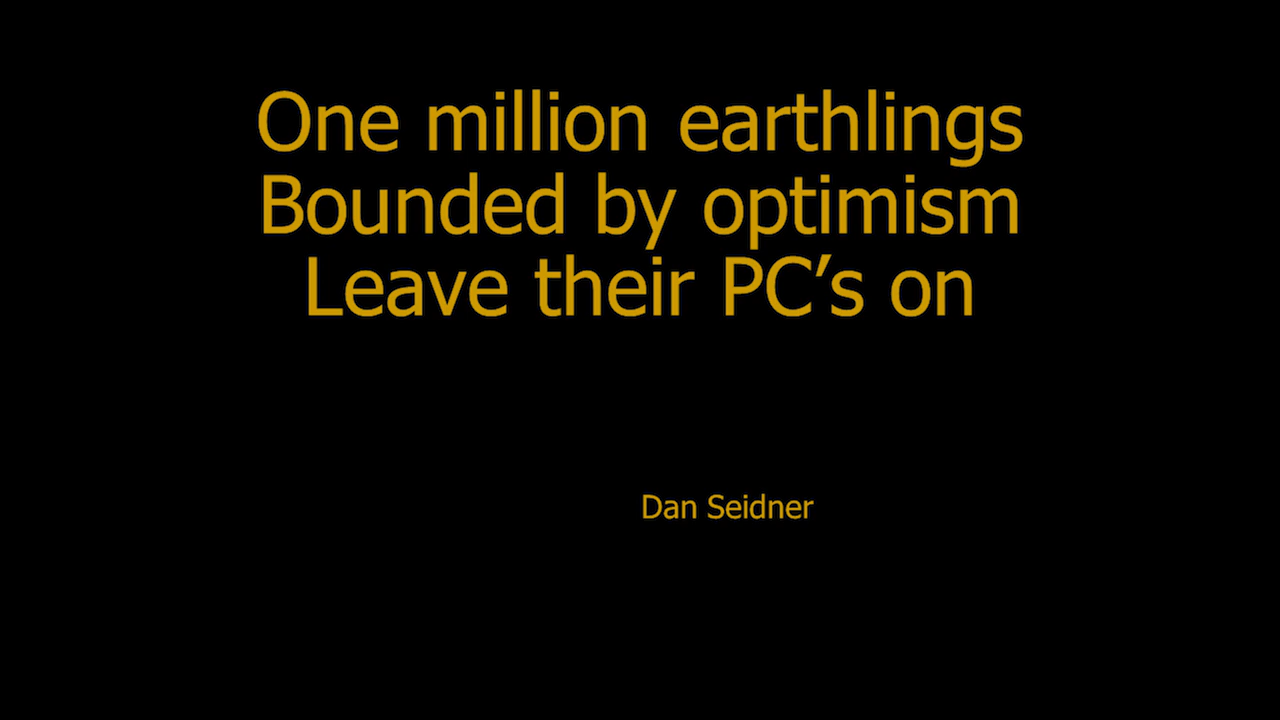 One million earthlings
Bounded by optimism
Leave their PC’s on
Dan Seidner